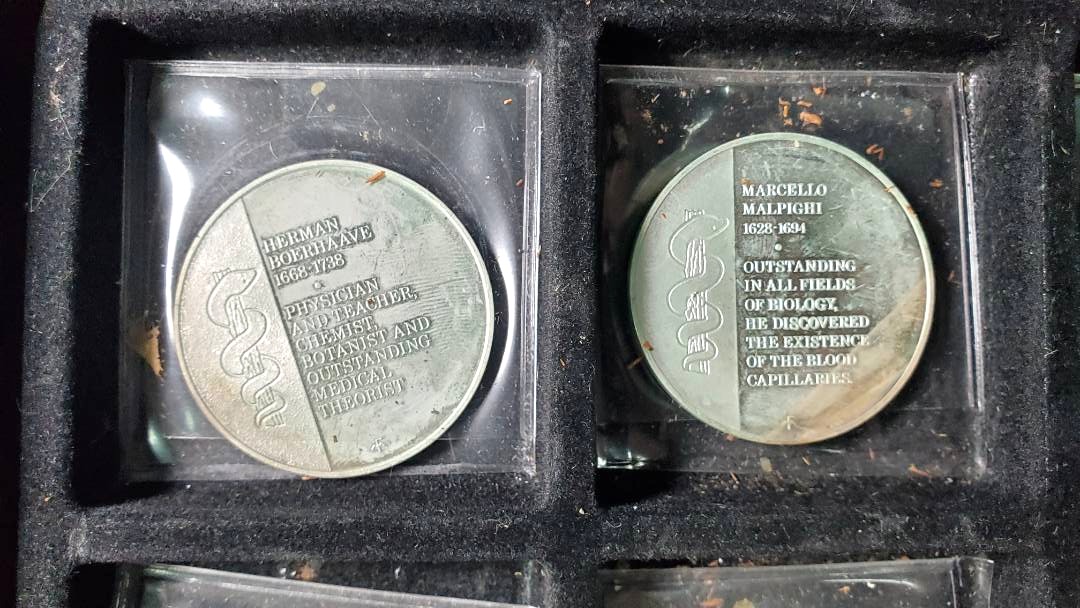 HERMAN
BOERHAAVE
1668-1738
PHYSICIAN
AND TEACHER,
CHEMIST,
BOTANIST AND
OUTSTANDING
MEDICAL
THEORIST
MARCELLO
MALPIGHI
1628-1694
OUTSTANDING
IN ALL FIELDS
OF BIOLOGY,
HE DISCOVERED
THE EXISTENCE
OF THE BLOOD
CAPILLARIES.